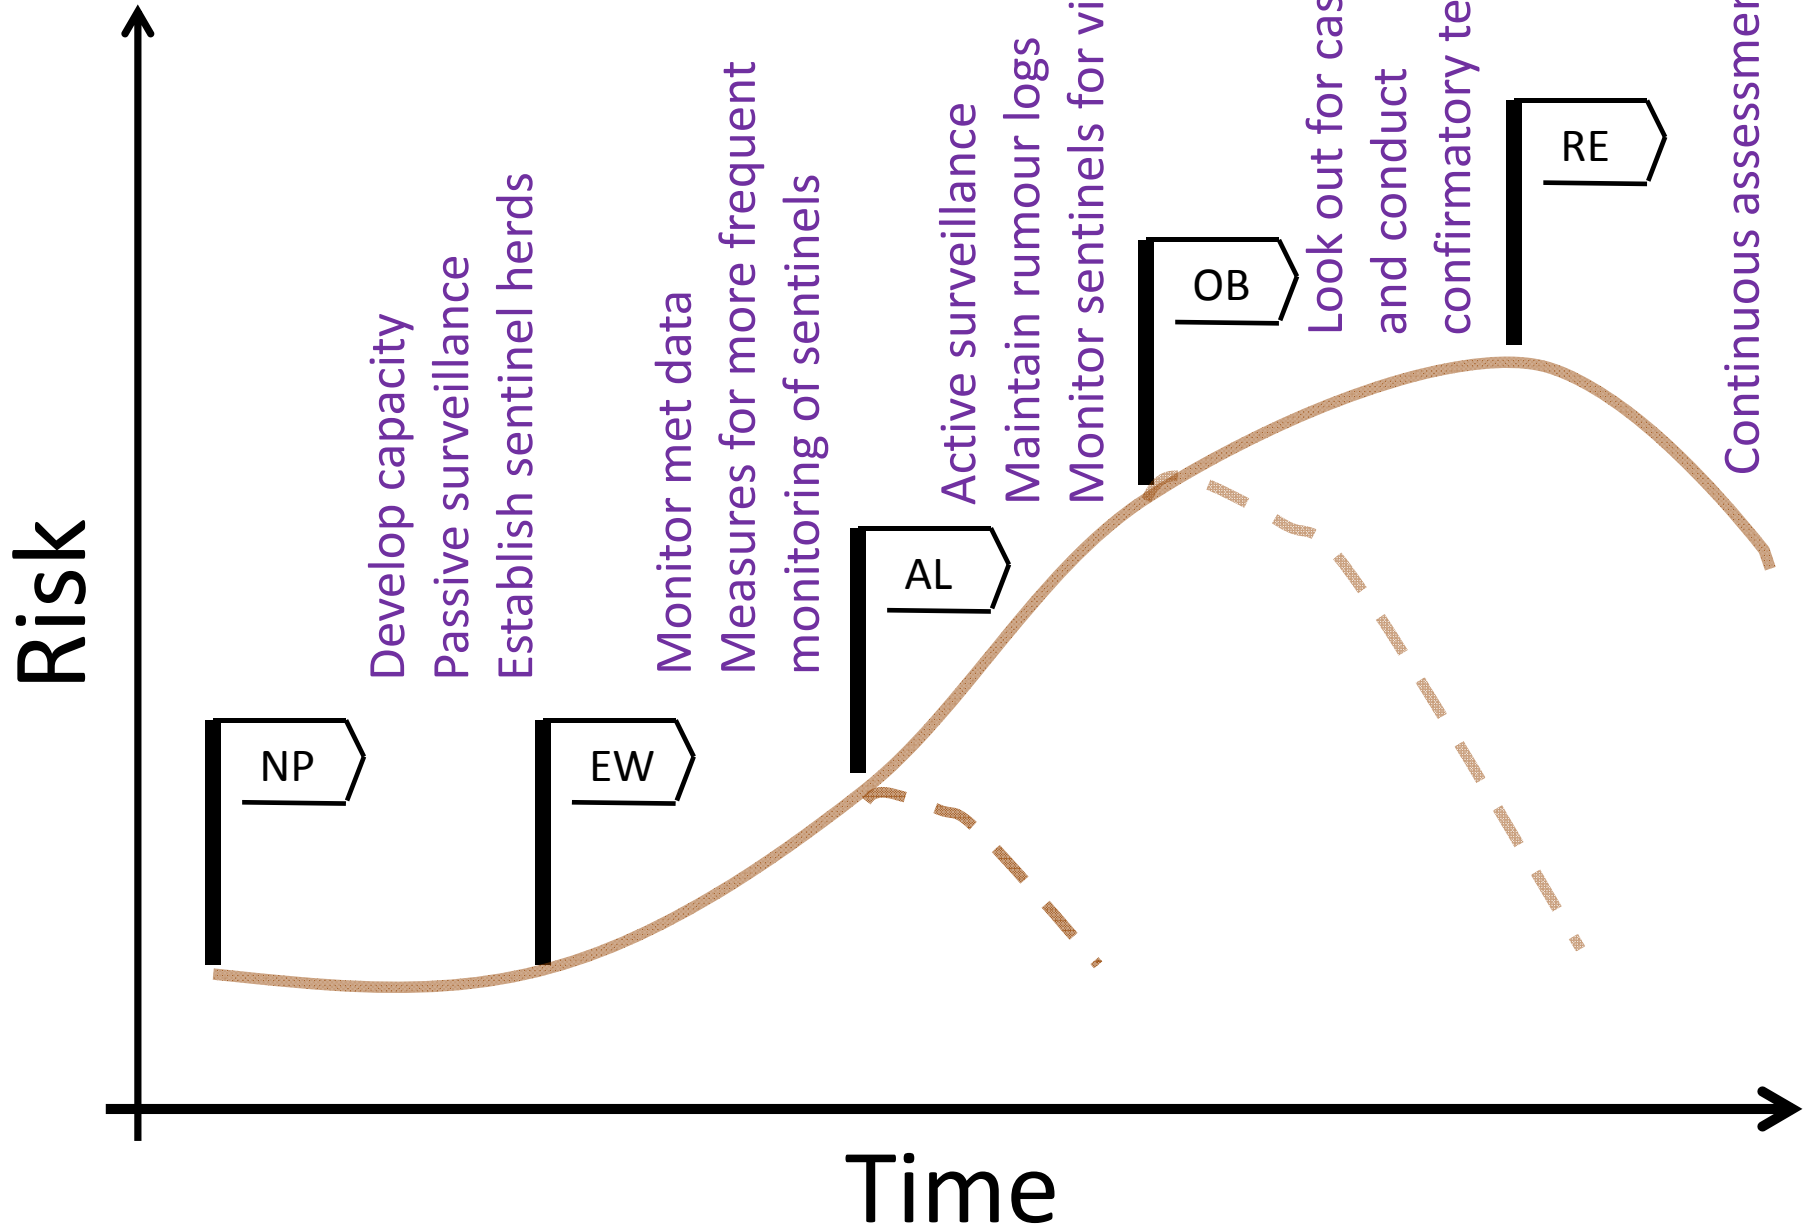 Risk
NP
Develop capacity
Passive surveillance
Establish sentinel herds
EW
Monitor met data
Measures for more frequent
monitoring of sentinels
AL
Active surveillance
Maintain rumour logs
Monitor sentinels for
OB
Look out for
and conduct
confirmatory
RE
Continuous
Time